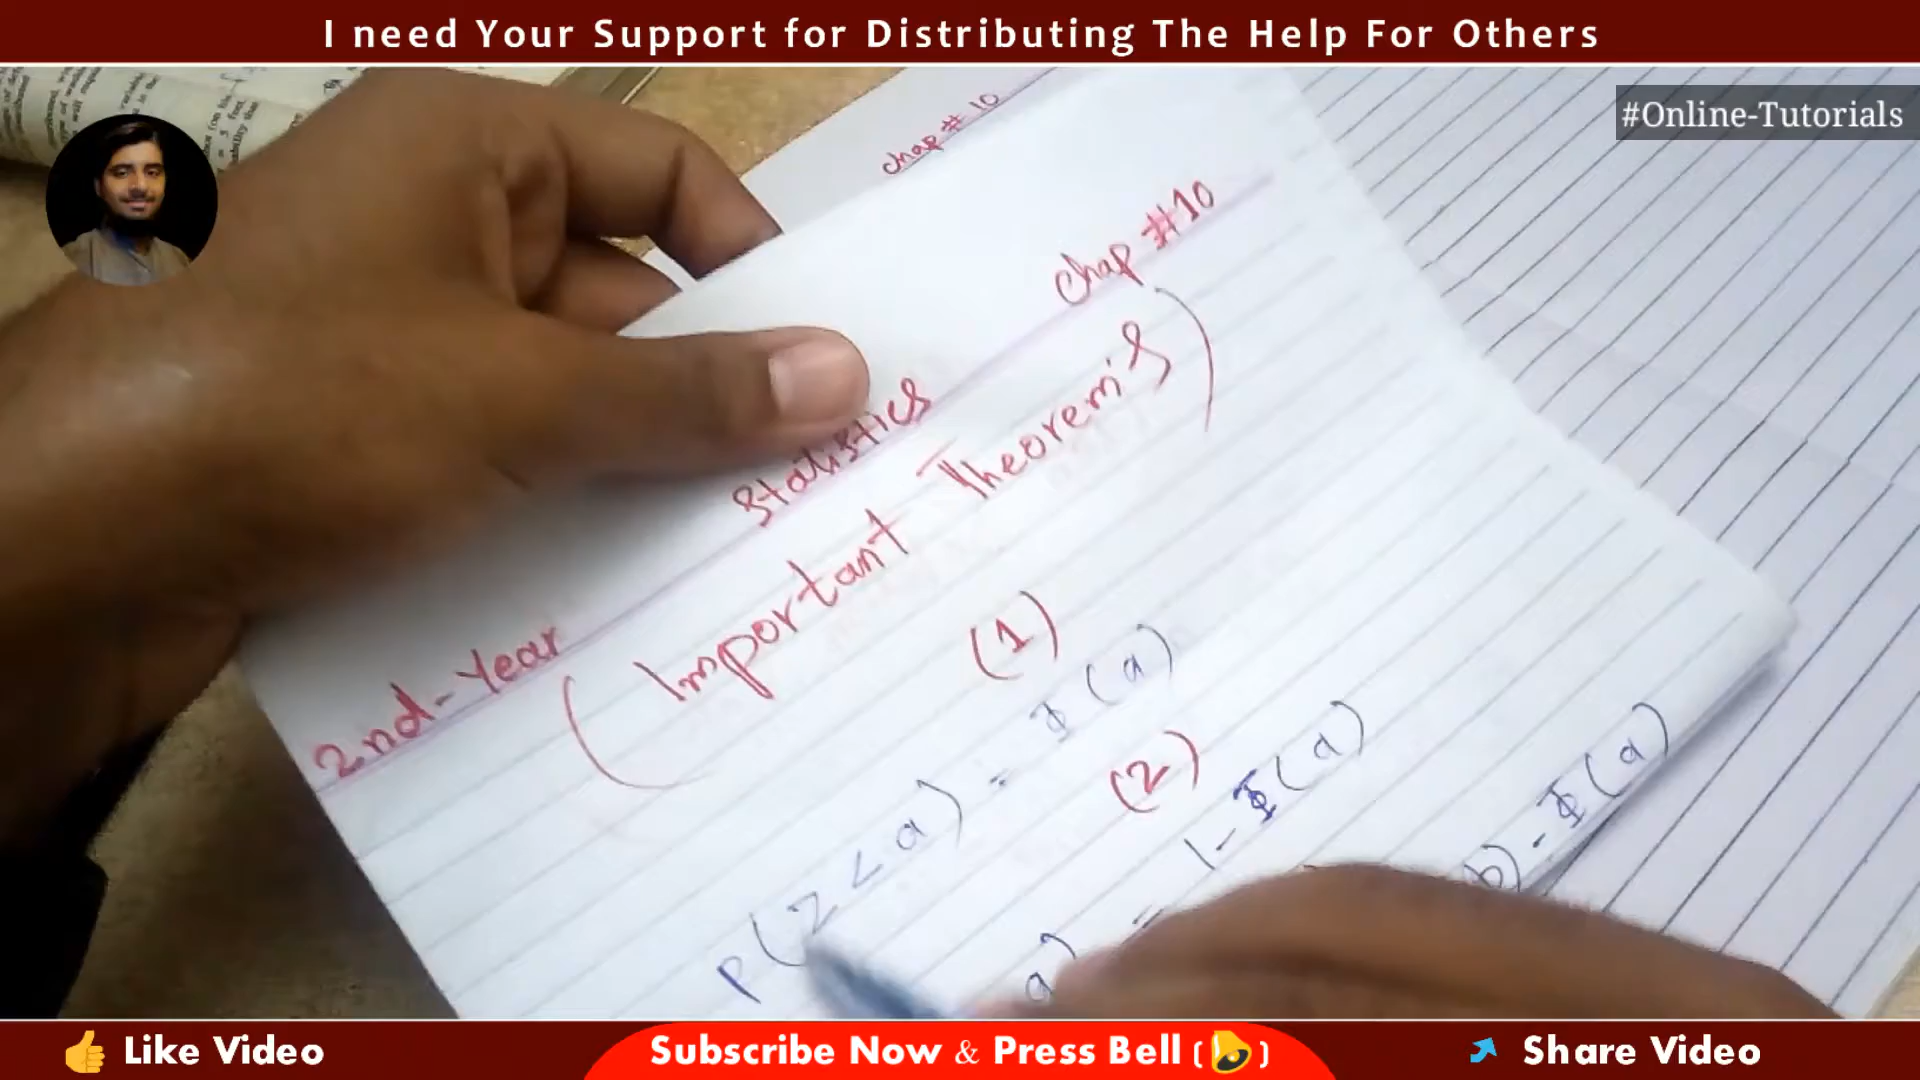 I need Your Support for Distributing The Help For Others
#Online-Tutorials
chap # 10
2nd-Year Statistics Chap #10
( Important Theorem's )
(1)
P(Z < a) = Φ(a)
(2)
a) = 1 - Φ(a)
b) - Φ(a)
Like Video
Subscribe Now & Press Bell ( )
Share Video